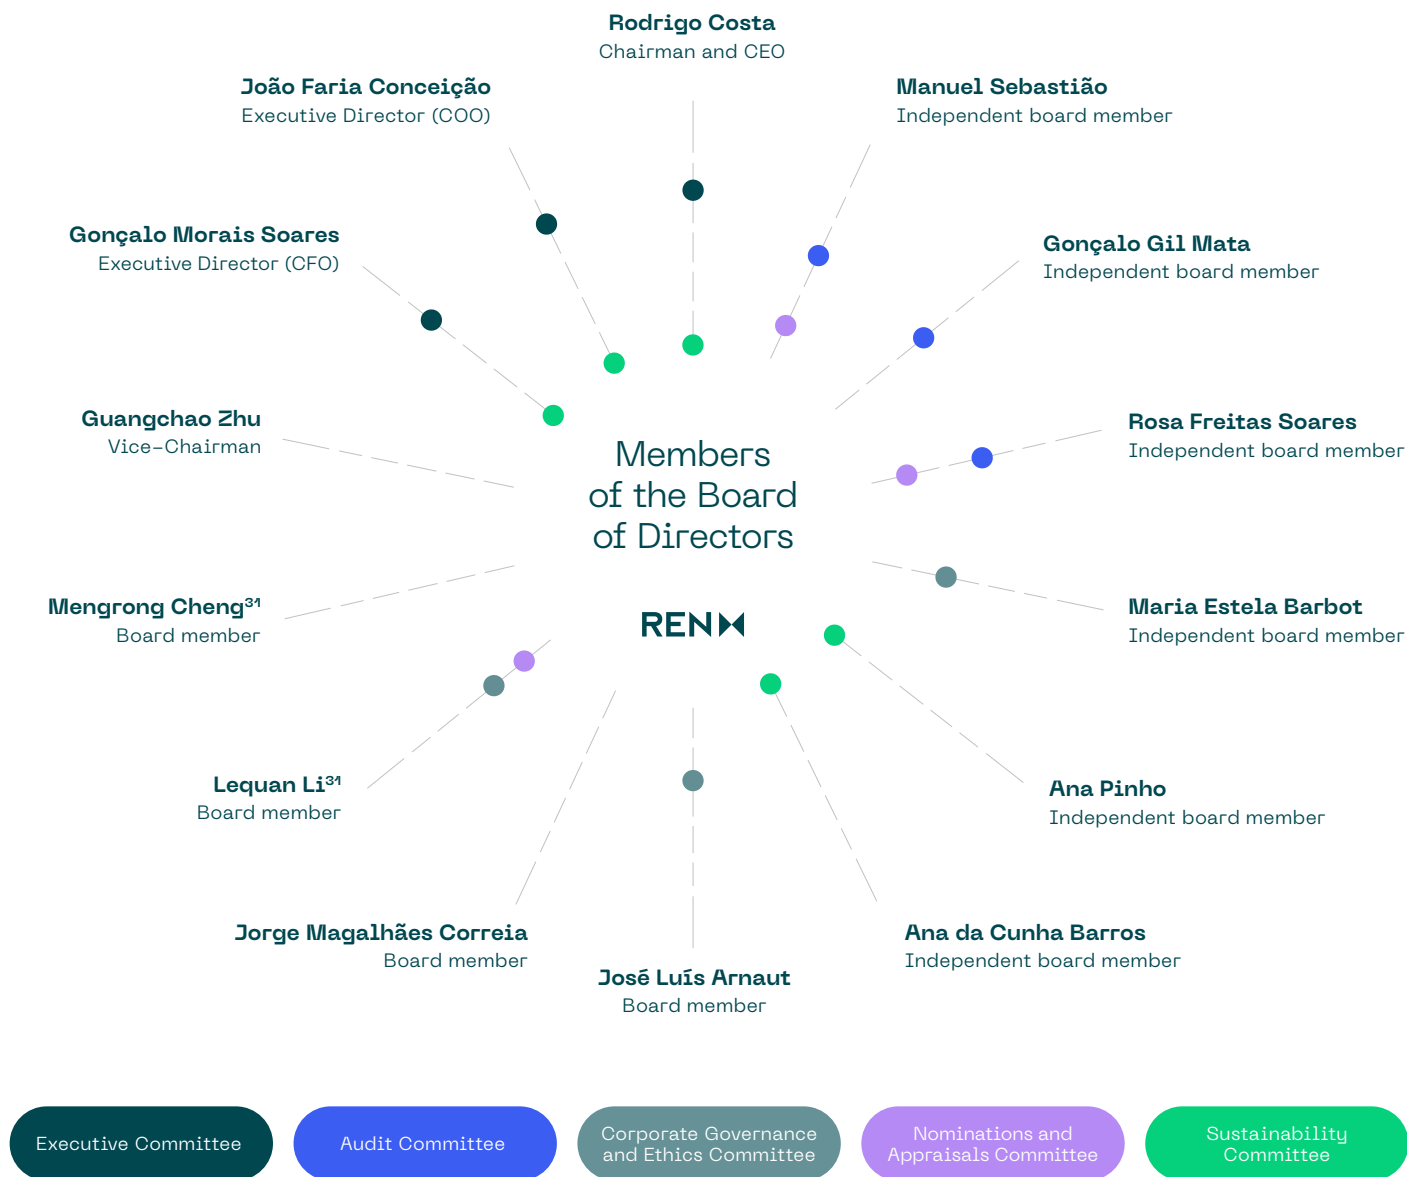 Rodrigo Costa
Chairman and CEO
João Faria Conceição
Executive Director (COO)
Manuel Sebastião
Independent board member
Gonçalo Morais Soares
Executive Director (CFO)
Gonçalo Gil Mata
Independent board member
Guangchao Zhu
Vice-Chairman
Rosa Freitas Soares
Independent board member
Members
of the Board
of Directors
REN
Mengrong Cheng³¹
Board member
Maria Estela Barbot
Independent board member
Lequan Li³¹
Board member
Ana Pinho
Independent board member
Jorge Magalhães Correia
Board member
José Luís Arnaut
Board member
Ana da Cunha Barros
Independent board member
Executive Committee
Audit Committee
Corporate Governance
and Ethics Committee
Nominations and
Appraisals Committee
Sustainability
Committee